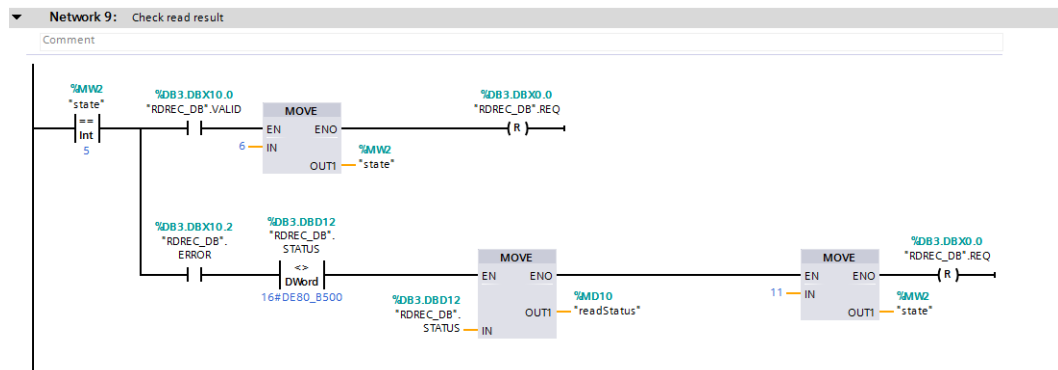 Network 9: Check read result
Comment
%MW2
"state"
==
Int
5
%DB3.DBX10.0
"RDREC_DB".VALID
MOVE
EN ENO
6 IN
OUT1
%MW2
"state"
%DB3.DBX0.0
"RDREC_DB".REQ
R
%DB3.DBX10.2
"RDREC_DB".
ERROR
%DB3.DBD12
"RDREC_DB".
STATUS
<>
DWord
16#DE80_B500
MOVE
EN ENO
%DB3.DBD12
"RDREC_DB".
STATUS IN
OUT1
%MD10
"readStatus"
MOVE
EN ENO
11 IN
OUT1
%MW2
"state"
%DB3.DBX0.0
"RDREC_DB".REQ
R